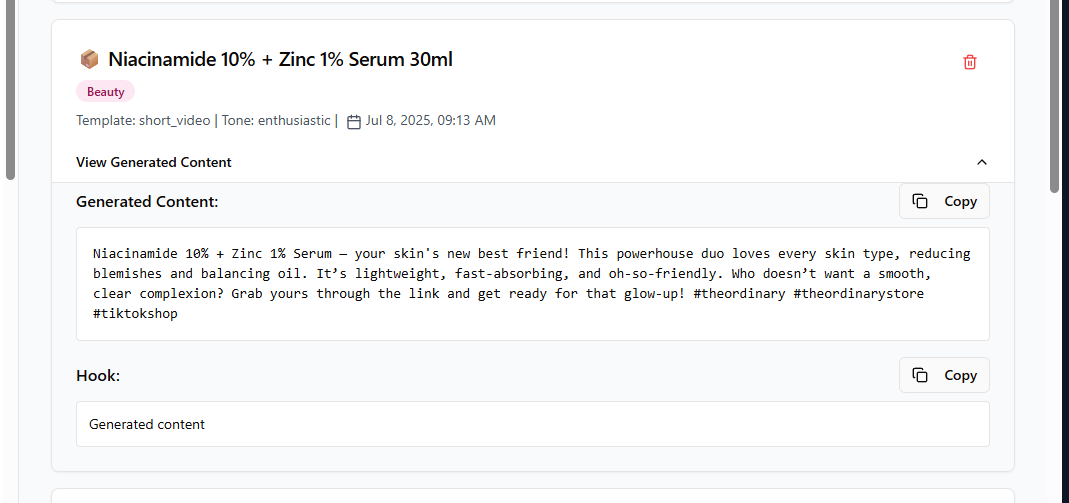 Niacinamide 10% + Zinc 1% Serum 30ml
Beauty
Template: short_video | Tone: enthusiastic | Jul 8, 2025, 09:13 AM
View Generated Content
Generated Content:
Copy
Niacinamide 10% + Zinc 1% Serum — your skin's new best friend! This powerhouse duo loves every skin type, reducing
blemishes and balancing oil. It’s lightweight, fast-absorbing, and oh-so-friendly. Who doesn’t want a smooth,
clear complexion? Grab yours through the link and get ready for that glow-up! #theordinary #theordinarystore
#tiktokshop
Hook:
Copy
Generated content